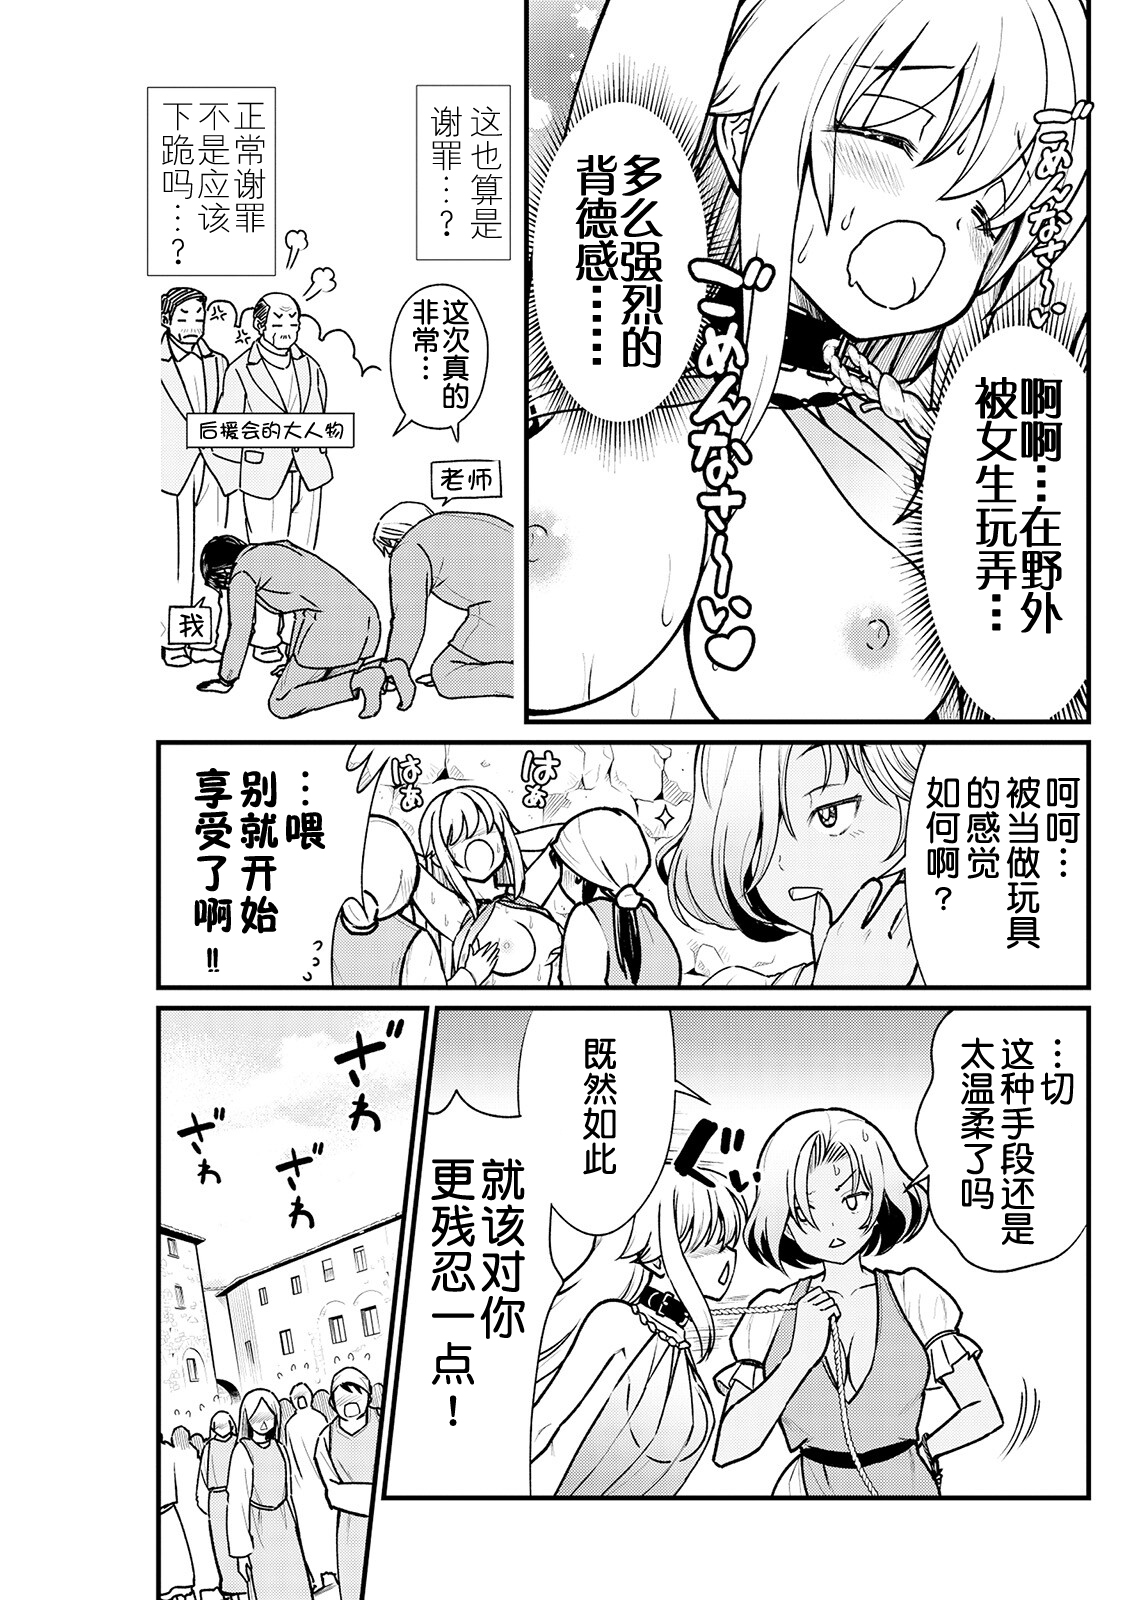 ごめんなさ〜い
啊啊…在野外
被女生玩弄…
多么强烈的
背德感……
ごめんなさ〜い♡
这也算是
谢罪…？
正常谢罪
不是应该
下跪吗…？
这次真的
非常…
后援会的大人物
老师
我
呵呵…
被当做玩具
的感觉
如何啊？
はぁ
はぁ
…喂
别就开始
享受了啊!!
…切
这种手段还是
太温柔了吗
ぐいっ
既然如此
就该对你
更残忍一点！
ざわ
ざわ
ざわ